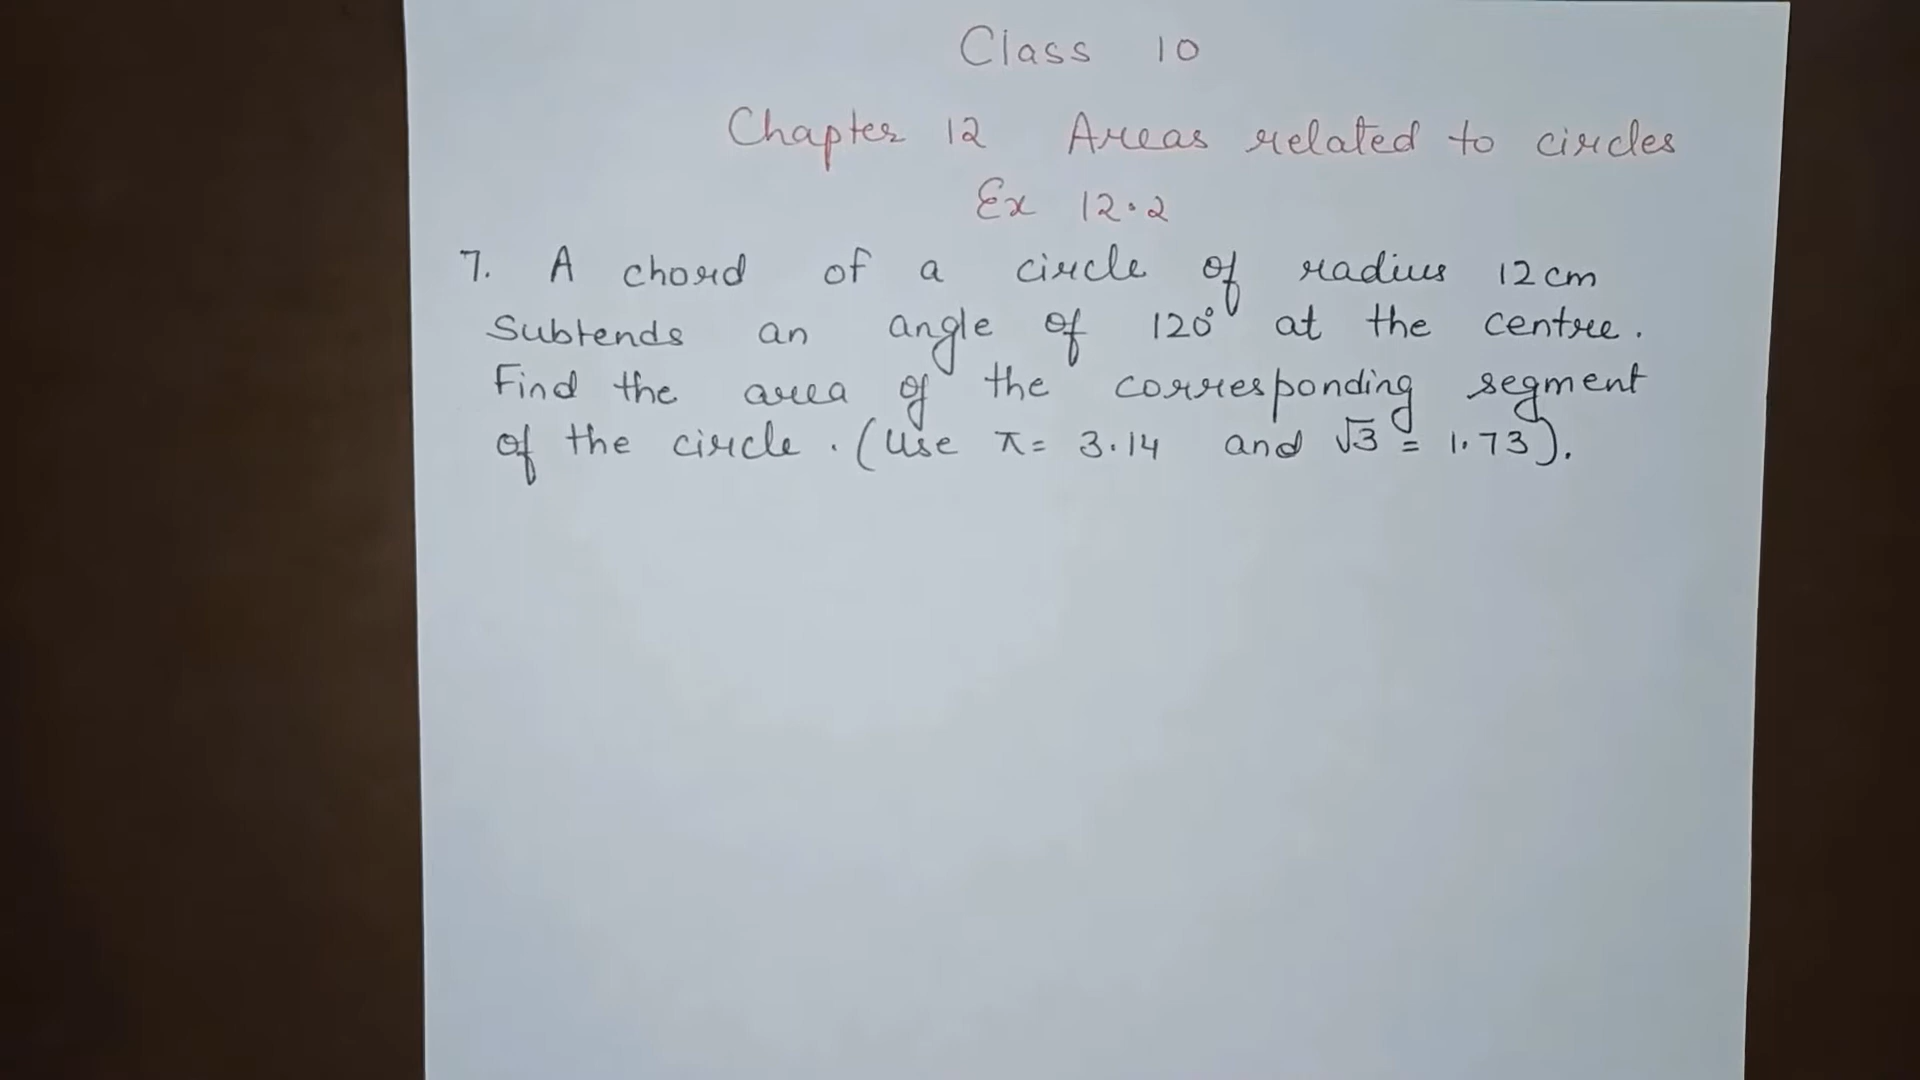 Class 10
Chapter 12 Areas related to circles
Ex 12.2
7. A chord of a circle of radius 12 cm
Subtends an angle of 120° at the centre.
Find the area of the corresponding segment
of the circle. (Use π = 3.14 and √3 = 1.73).